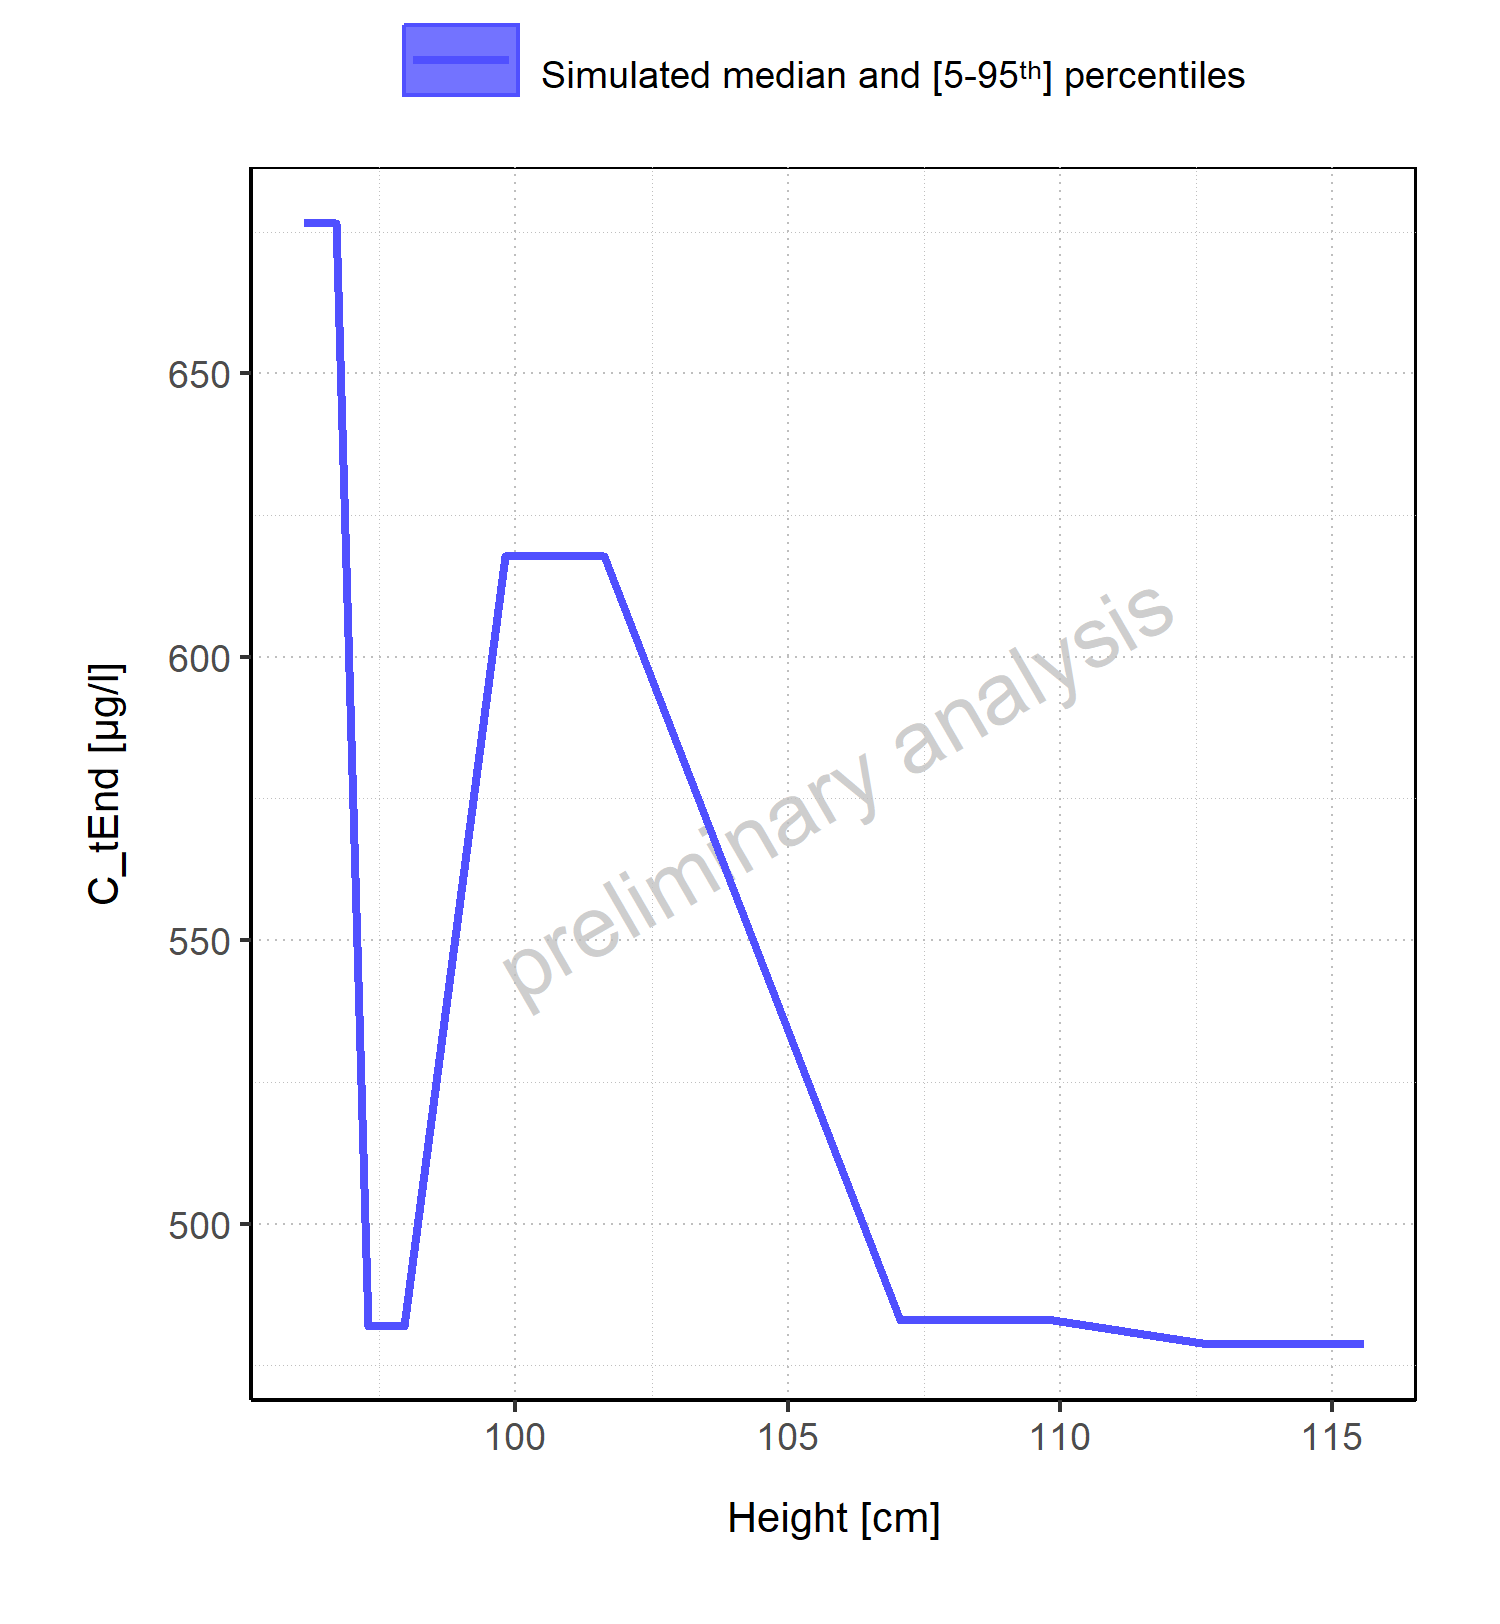 Simulated median and [5-95th] percentiles
650
600
550
500
C_tEnd [µg/l]
preliminary analysis
100 105 110 115
Height [cm]